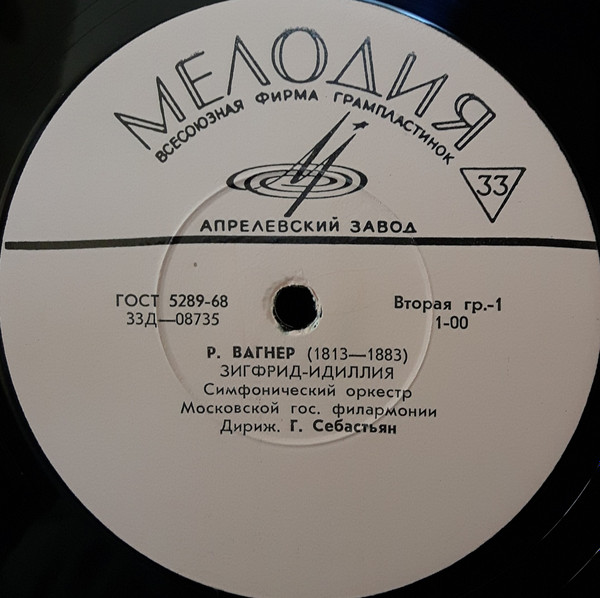 МЕЛОДИЯ
ВСЕСОЮЗНАЯ ФИРМА ГРАМПЛАСТИНОК
33
АПРЕЛЕВСКИЙ ЗАВОД
ГОСТ 5289-68
33Д—08735
Вторая гр.-1
1-00
Р. ВАГНЕР (1813—1883)
ЗИГФРИД-ИДИЛЛИЯ
Симфонический оркестр
Московской гос. филармонии
Дириж. Г. Себастьян